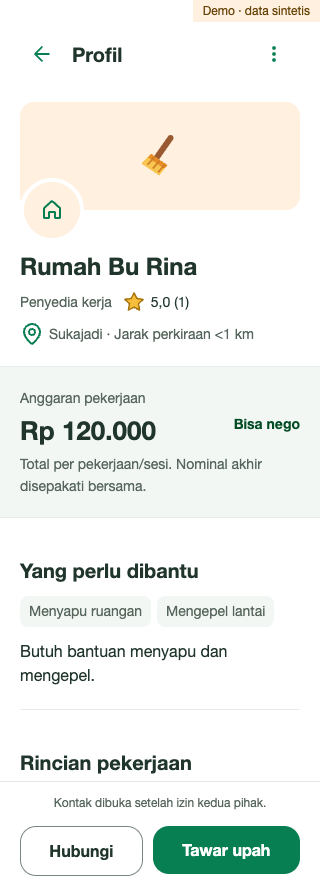 Demo · data sintetis
Profil
Rumah Bu Rina
Penyedia kerja 5,0 (1)
Sukajadi · Jarak perkiraan <1 km
Anggaran pekerjaan
Rp 120.000
Bisa nego
Total per pekerjaan/sesi. Nominal akhir
disepakati bersama.
Yang perlu dibantu
Menyapu ruangan Mengepel lantai
Butuh bantuan menyapu dan
mengepel.
Rincian pekerjaan
Kontak dibuka setelah izin kedua pihak.
Hubungi Tawar upah